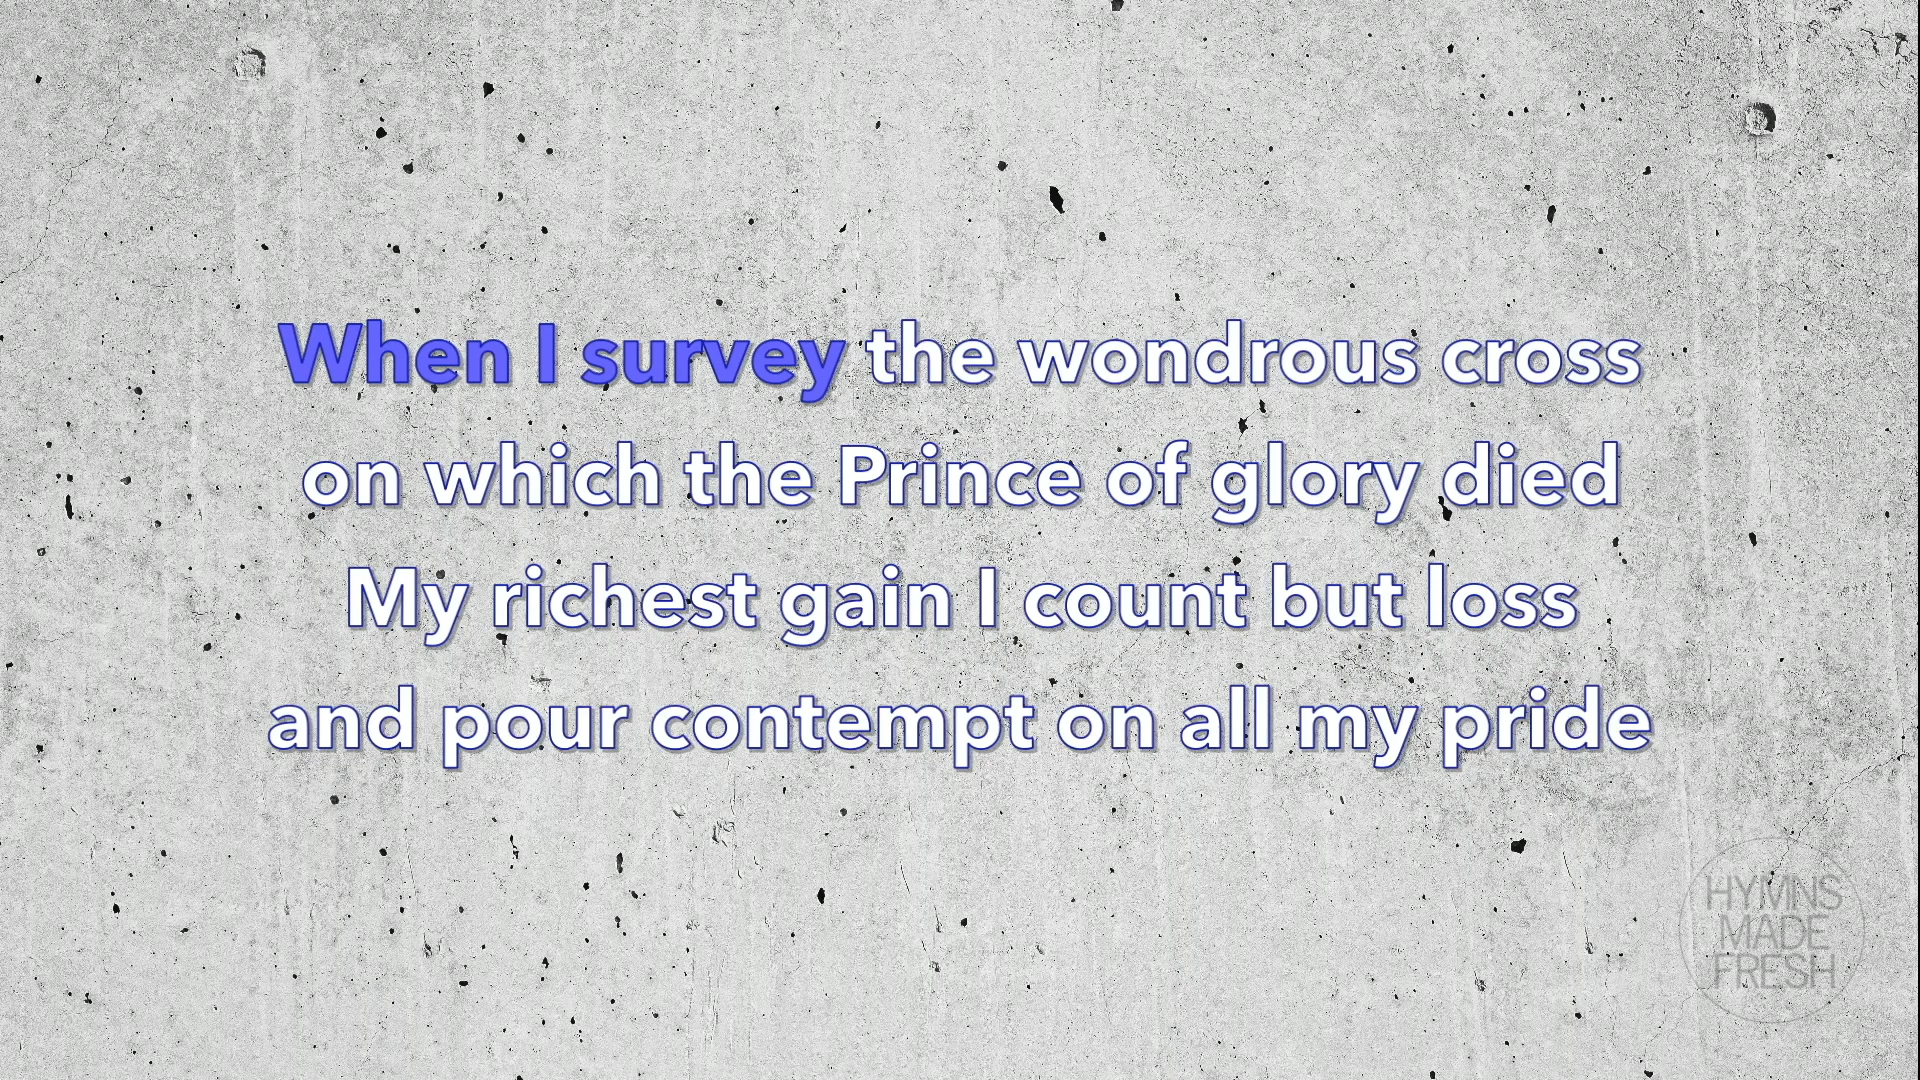 When I survey the wondrous cross
on which the Prince of glory died
My richest gain I count but loss
and pour contempt on all my pride
HYMNS
MADE
FRESH